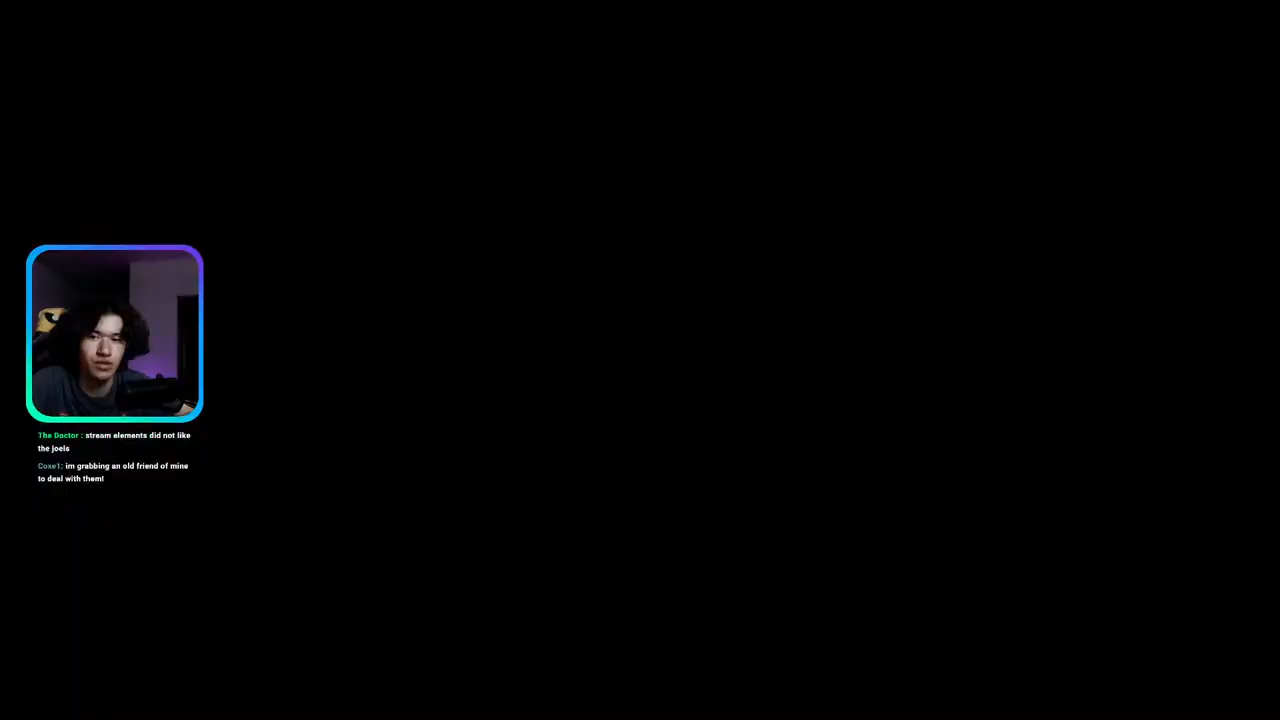 The Doctor : stream elements did not like
the joels
Coxe1: im grabbing an old friend of mine
to deal with them!